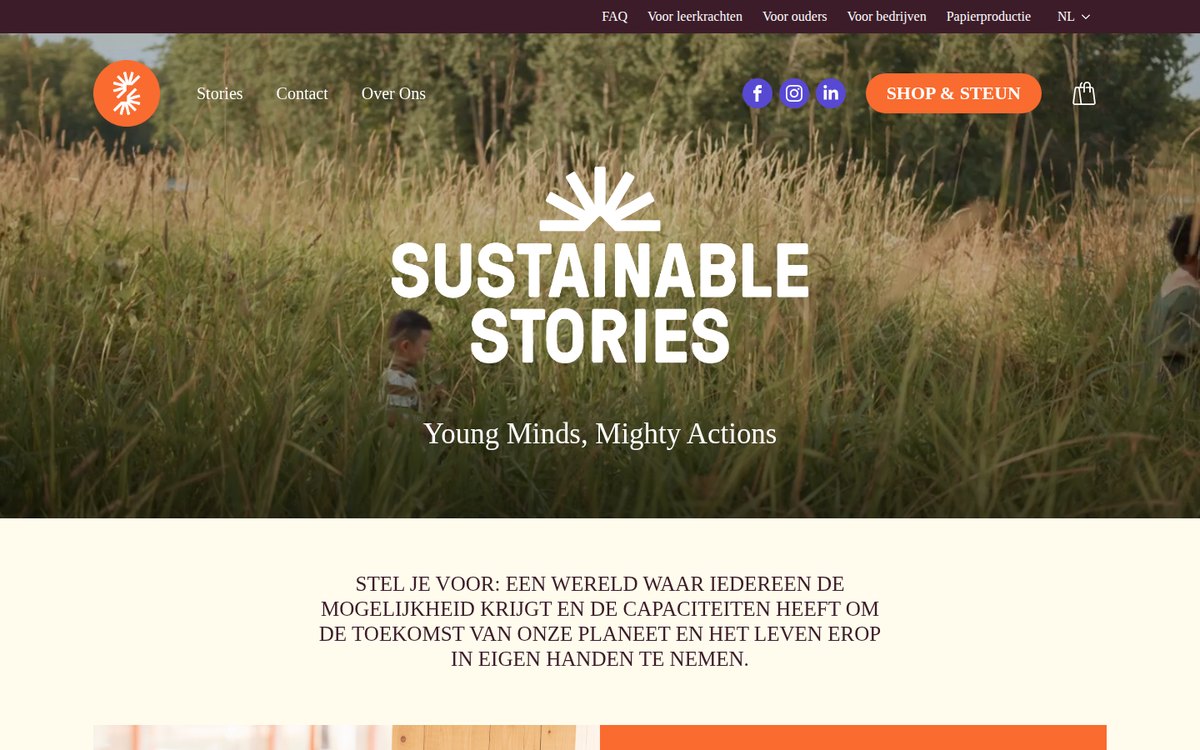 FAQ Voor leerkrachten Voor ouders Voor bedrijven Papierproductie NL
Stories Contact Over Ons SHOP & STEUN
SUSTAINABLE
STORIES
Young Minds, Mighty Actions
STEL JE VOOR: EEN WERELD WAAR IEDEREEN DE
MOGELIJKHEID KRIJGT EN DE CAPACITEITEN HEEFT OM
DE TOEKOMST VAN ONZE PLANEET EN HET LEVEN EROP
IN EIGEN HANDEN TE NEMEN.